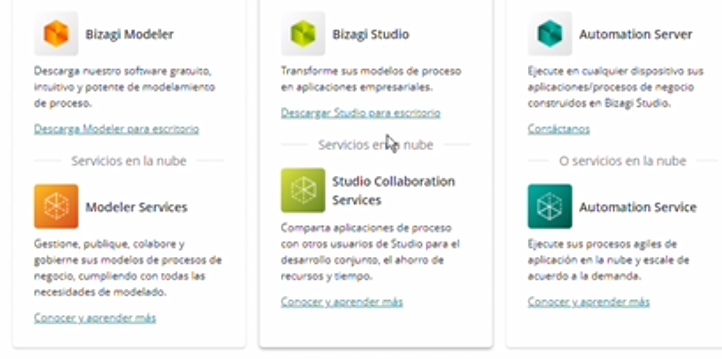 Bizagi Modeler
Descarga nuestro software gratuito,
intuitivo y potente de modelamiento
de proceso.
Descarga Modeler para escritorio
Servicios en la nube
Modeler Services
Gestione, publique, colabore y
gobierne sus modelos de procesos de
negocio, cumpliendo con todas las
necesidades de modelado.
Conocer y aprender más
Bizagi Studio
Transforme sus modelos de proceso
en aplicaciones empresariales.
Descargar Studio para escritorio
Servicios en la nube
Studio Collaboration
Services
Comparta aplicaciones de proceso
con otros usuarios de Studio para el
desarrollo conjunto, el ahorro de
recursos y tiempo.
Conocer y aprender más
Automation Server
Ejecute en cualquier dispositivo sus
aplicaciones/procesos de negocio
construidos en Bizagi Studio.
Contáctanos
O servicios en la nube
Automation Service
Ejecute sus procesos agiles de
aplicación en la nube y escale de
acuerdo a la demanda.
Conocer y aprender más